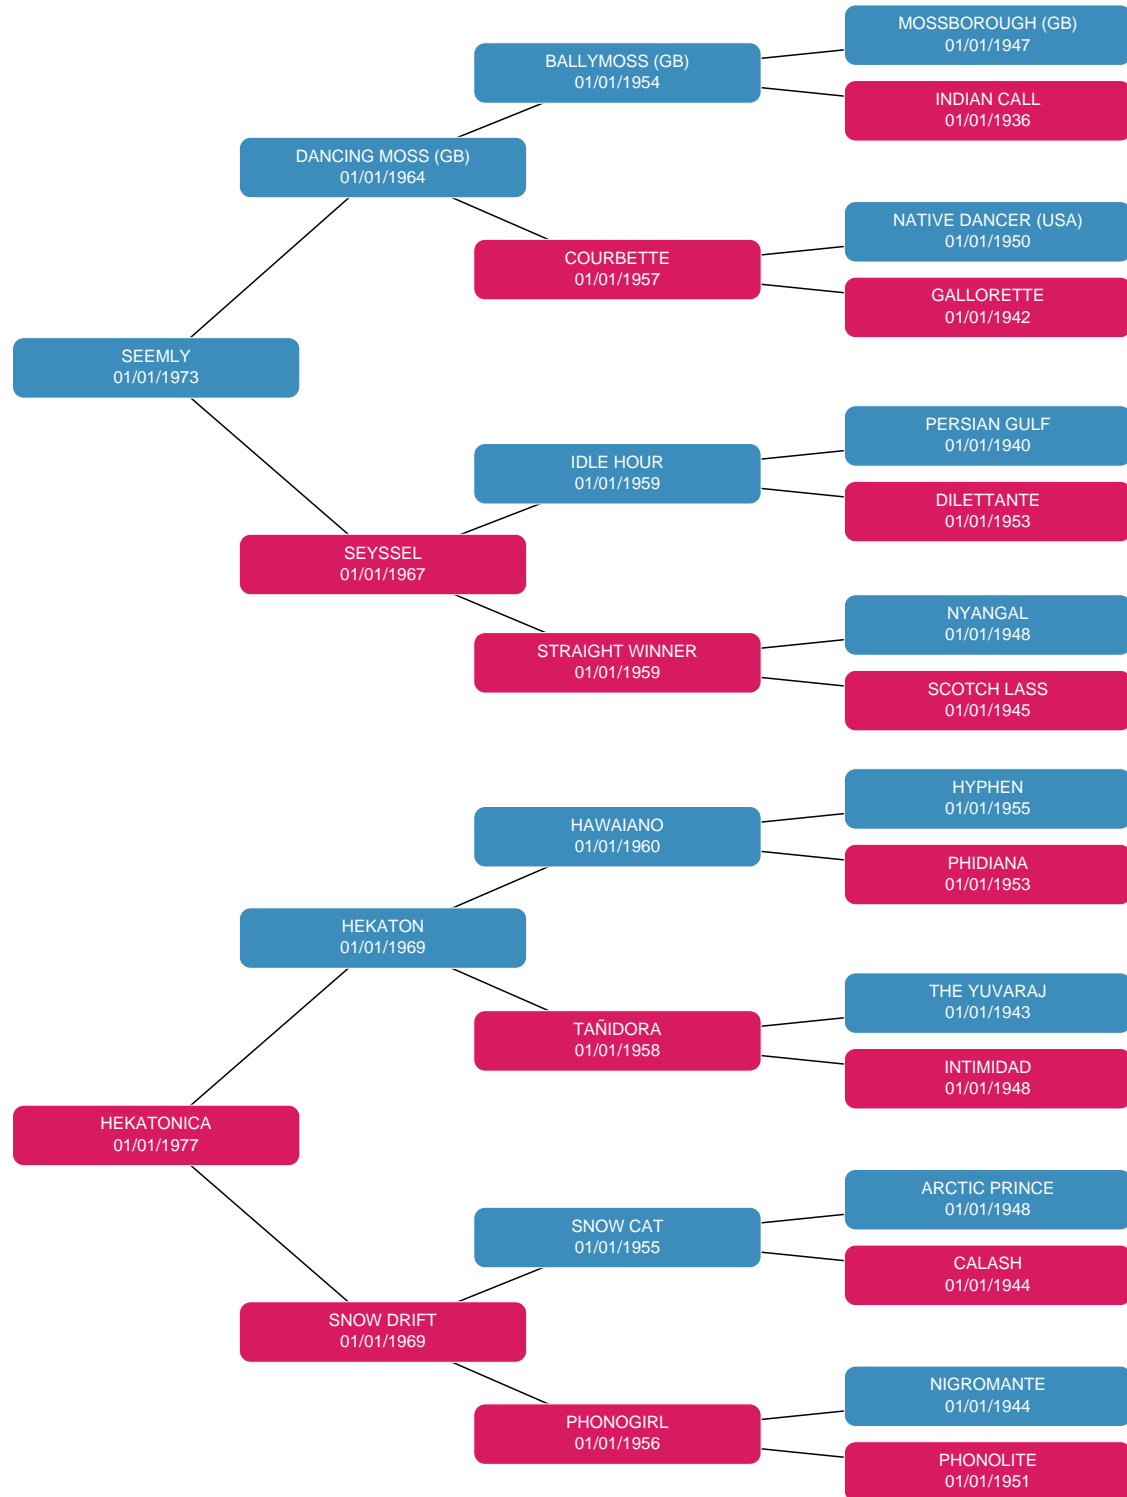 MOSSBOROUGH (GB)
01/01/1947
BALLYMOSS (GB)
01/01/1954
INDIAN CALL
01/01/1936
DANCING MOSS (GB)
01/01/1964
NATIVE DANCER (USA)
01/01/1950
COURBETTE
01/01/1957
GALLORETTE
01/01/1942
SEEMLY
01/01/1973
PERSIAN GULF
01/01/1940
IDLE HOUR
01/01/1959
DILETTANTE
01/01/1953
SEYSSEL
01/01/1967
NYANGAL
01/01/1948
STRAIGHT WINNER
01/01/1959
SCOTCH LASS
01/01/1945
HYPHEN
01/01/1955
HAWAIANO
01/01/1960
PHIDIANA
01/01/1953
HEKATON
01/01/1969
THE YUVARAJ
01/01/1943
TAÑIDORA
01/01/1958
INTIMIDAD
01/01/1948
HEKATONICA
01/01/1977
ARCTIC PRINCE
01/01/1948
SNOW CAT
01/01/1955
CALASH
01/01/1944
SNOW DRIFT
01/01/1969
NIGROMANTE
01/01/1944
PHONOGIRL
01/01/1956
PHONOLITE
01/01/1951